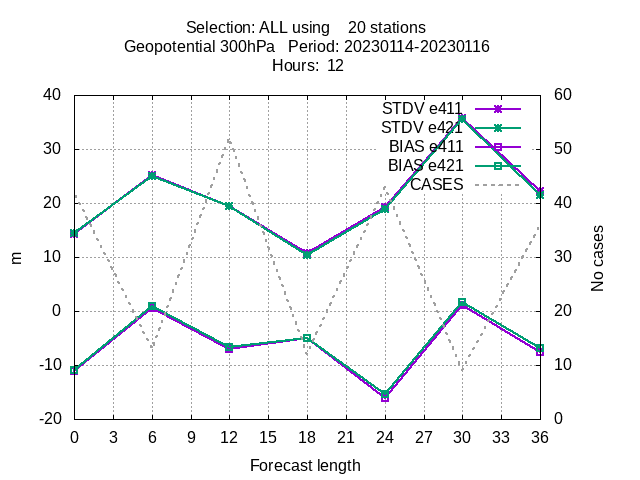 Selection: ALL using    20 stations
Geopotential 300hPa   Period: 20230114-20230116
Hours:  12
STDV e411
STDV e421
BIAS e411
BIAS e421
CASES
40
30
20
10
0
-10
-20
m
60
50
40
30
20
10
0
No cases
0 3 6 9 12 15 18 21 24 27 30 33 36
Forecast length